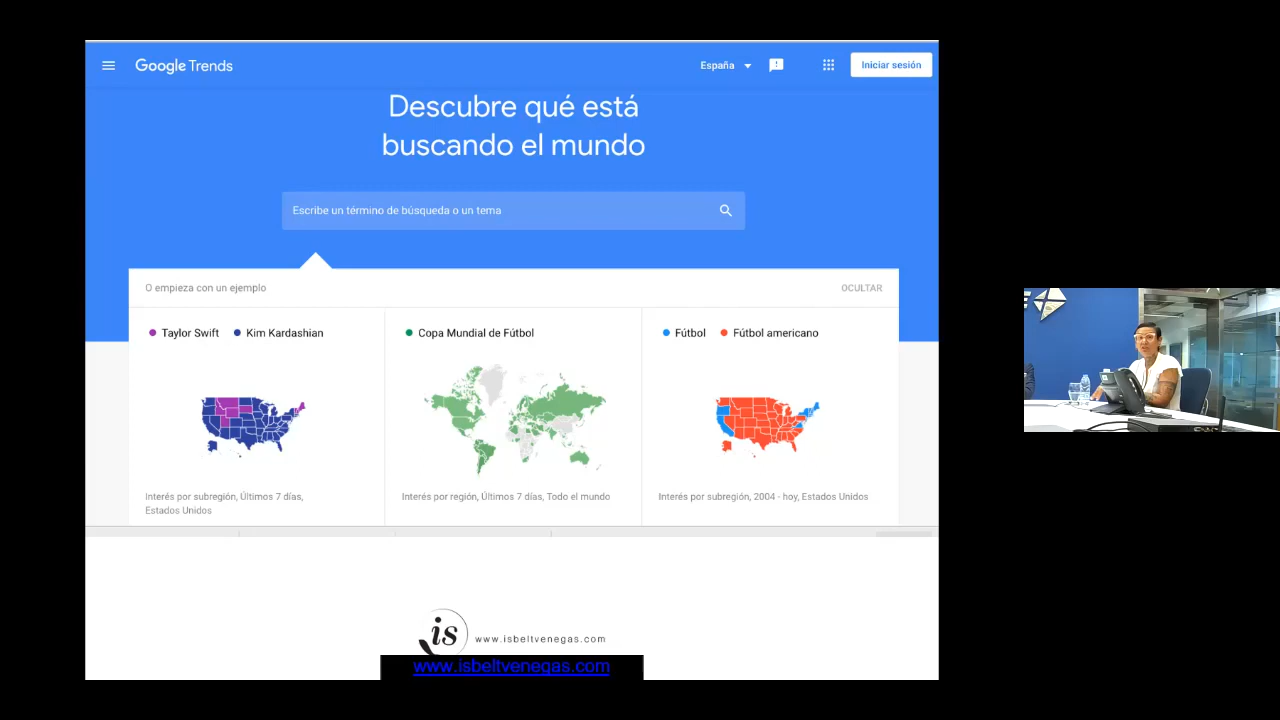 Google Trends
España
Iniciar sesión
Descubre qué está
buscando el mundo
Escribe un término de búsqueda o un tema
O empieza con un ejemplo
OCULTAR
Taylor Swift
Kim Kardashian
Copa Mundial de Fútbol
Fútbol
Fútbol americano
Interés por subregión, Últimos 7 días,
Estados Unidos
Interés por región, Últimos 7 días, Todo el mundo
Interés por subregión, 2004 - hoy, Estados Unidos
is
www.isbeltvenegas.com
www.isbeltvenegas.com